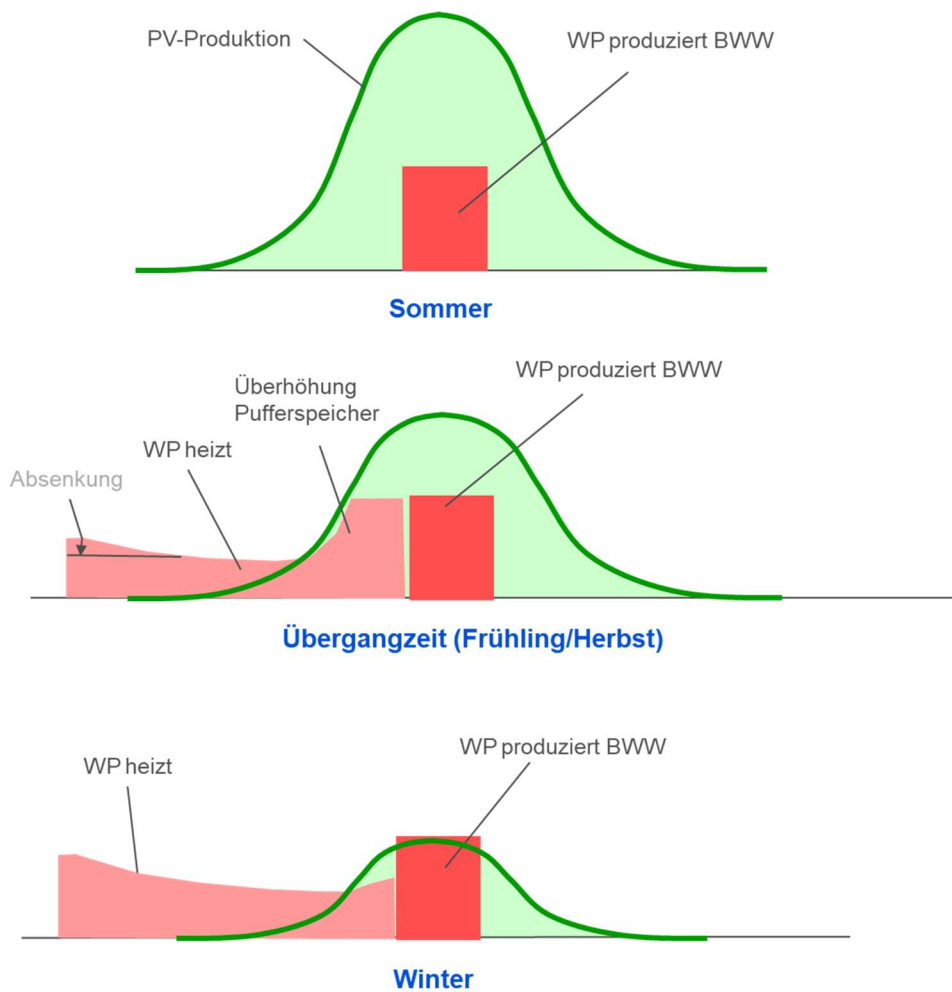 PV-Produktion
WP produziert BWW
Sommer
WP produziert BWW
Überhöhung
Pufferspeicher
WP heizt
Absenkung
Übergangzeit (Frühling/Herbst)
WP produziert BWW
WP heizt
Winter